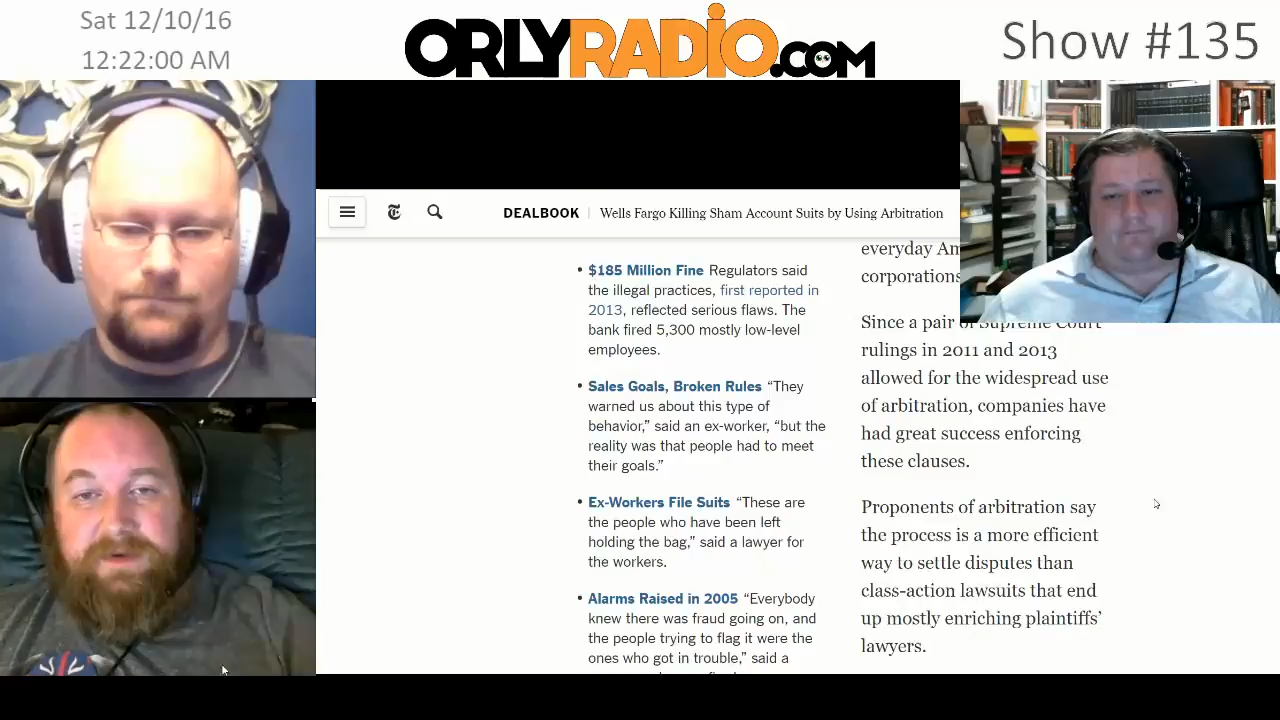 Sat 12/10/16
12:22:00 AM
ORLYRADIO.COM
Show #135
DEALBOOK | Wells Fargo Killing Sham Account Suits by Using Arbitration
• $185 Million Fine Regulators said
the illegal practices, first reported in
2013, reflected serious flaws. The
bank fired 5,300 mostly low-level
employees.
• Sales Goals, Broken Rules “They
warned us about this type of
behavior,” said an ex-worker, “but the
reality was that people had to meet
their goals.”
• Ex-Workers File Suits “These are
the people who have been left
holding the bag,” said a lawyer for
the workers.
• Alarms Raised in 2005 “Everybody
knew there was fraud going on, and
the people trying to flag it were the
ones who got in trouble,” said a
everyday
corporations
Since a pair of Supreme Court
rulings in 2011 and 2013
allowed for the widespread use
of arbitration, companies have
had great success enforcing
these clauses.
Proponents of arbitration say
the process is a more efficient
way to settle disputes than
class-action lawsuits that end
up mostly enriching plaintiffs’
lawyers.